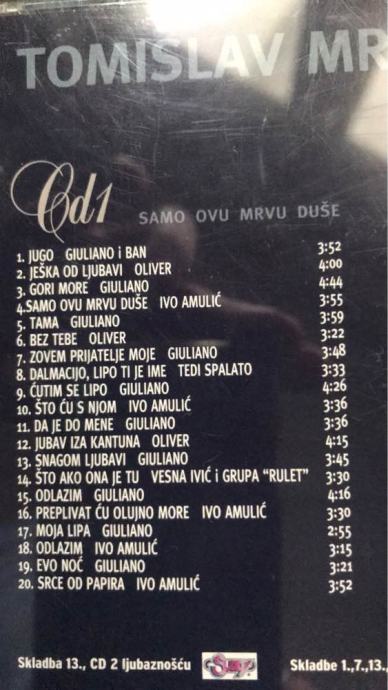 TOMISLAV MR
Cd1 SAMO OVU MRVU DUŠE
1. JUGO GIULIANO i BAN 3:52
2. JEŠKA OD LJUBAVI OLIVER 4:00
3. GORI MORE GIULIANO 4:44
4.SAMO OVU MRVU DUŠE IVO AMULIĆ 3:55
5. TAMA GIULIANO 3:59
6. BEZ TEBE OLIVER 3:22
7. ZOVEM PRIJATELJE MOJE GIULIANO 3:48
8. DALMACIJO, LIPO TI JE IME TEDI SPALATO 3:33
9. ĆUTIM SE LIPO GIULIANO 4:26
10. ŠTO ĆU S NJOM IVO AMULIĆ 3:36
11. DA JE DO MENE GIULIANO 3:36
12. JUBAV IZA KANTUNA OLIVER 4:15
13. SNAGOM LJUBAVI GIULIANO 3:45
14. ŠTO AKO ONA JE TU VESNA IVIĆ i GRUPA "RULET" 3:30
15. ODLAZIM GIULIANO 4:16
16. PREPLIVAT ĆU OLUJNO MORE IVO AMULIĆ 3:30
17. MOJA LIPA GIULIANO 2:55
18. ODLAZIM IVO AMULIĆ 3:15
19. EVO NOĆ GIULIANO 3:21
20. SRCE OD PAPIRA IVO AMULIĆ 3:52
Skladba 13., CD 2 ljubaznošću Skladbe 1.,7.,13.,